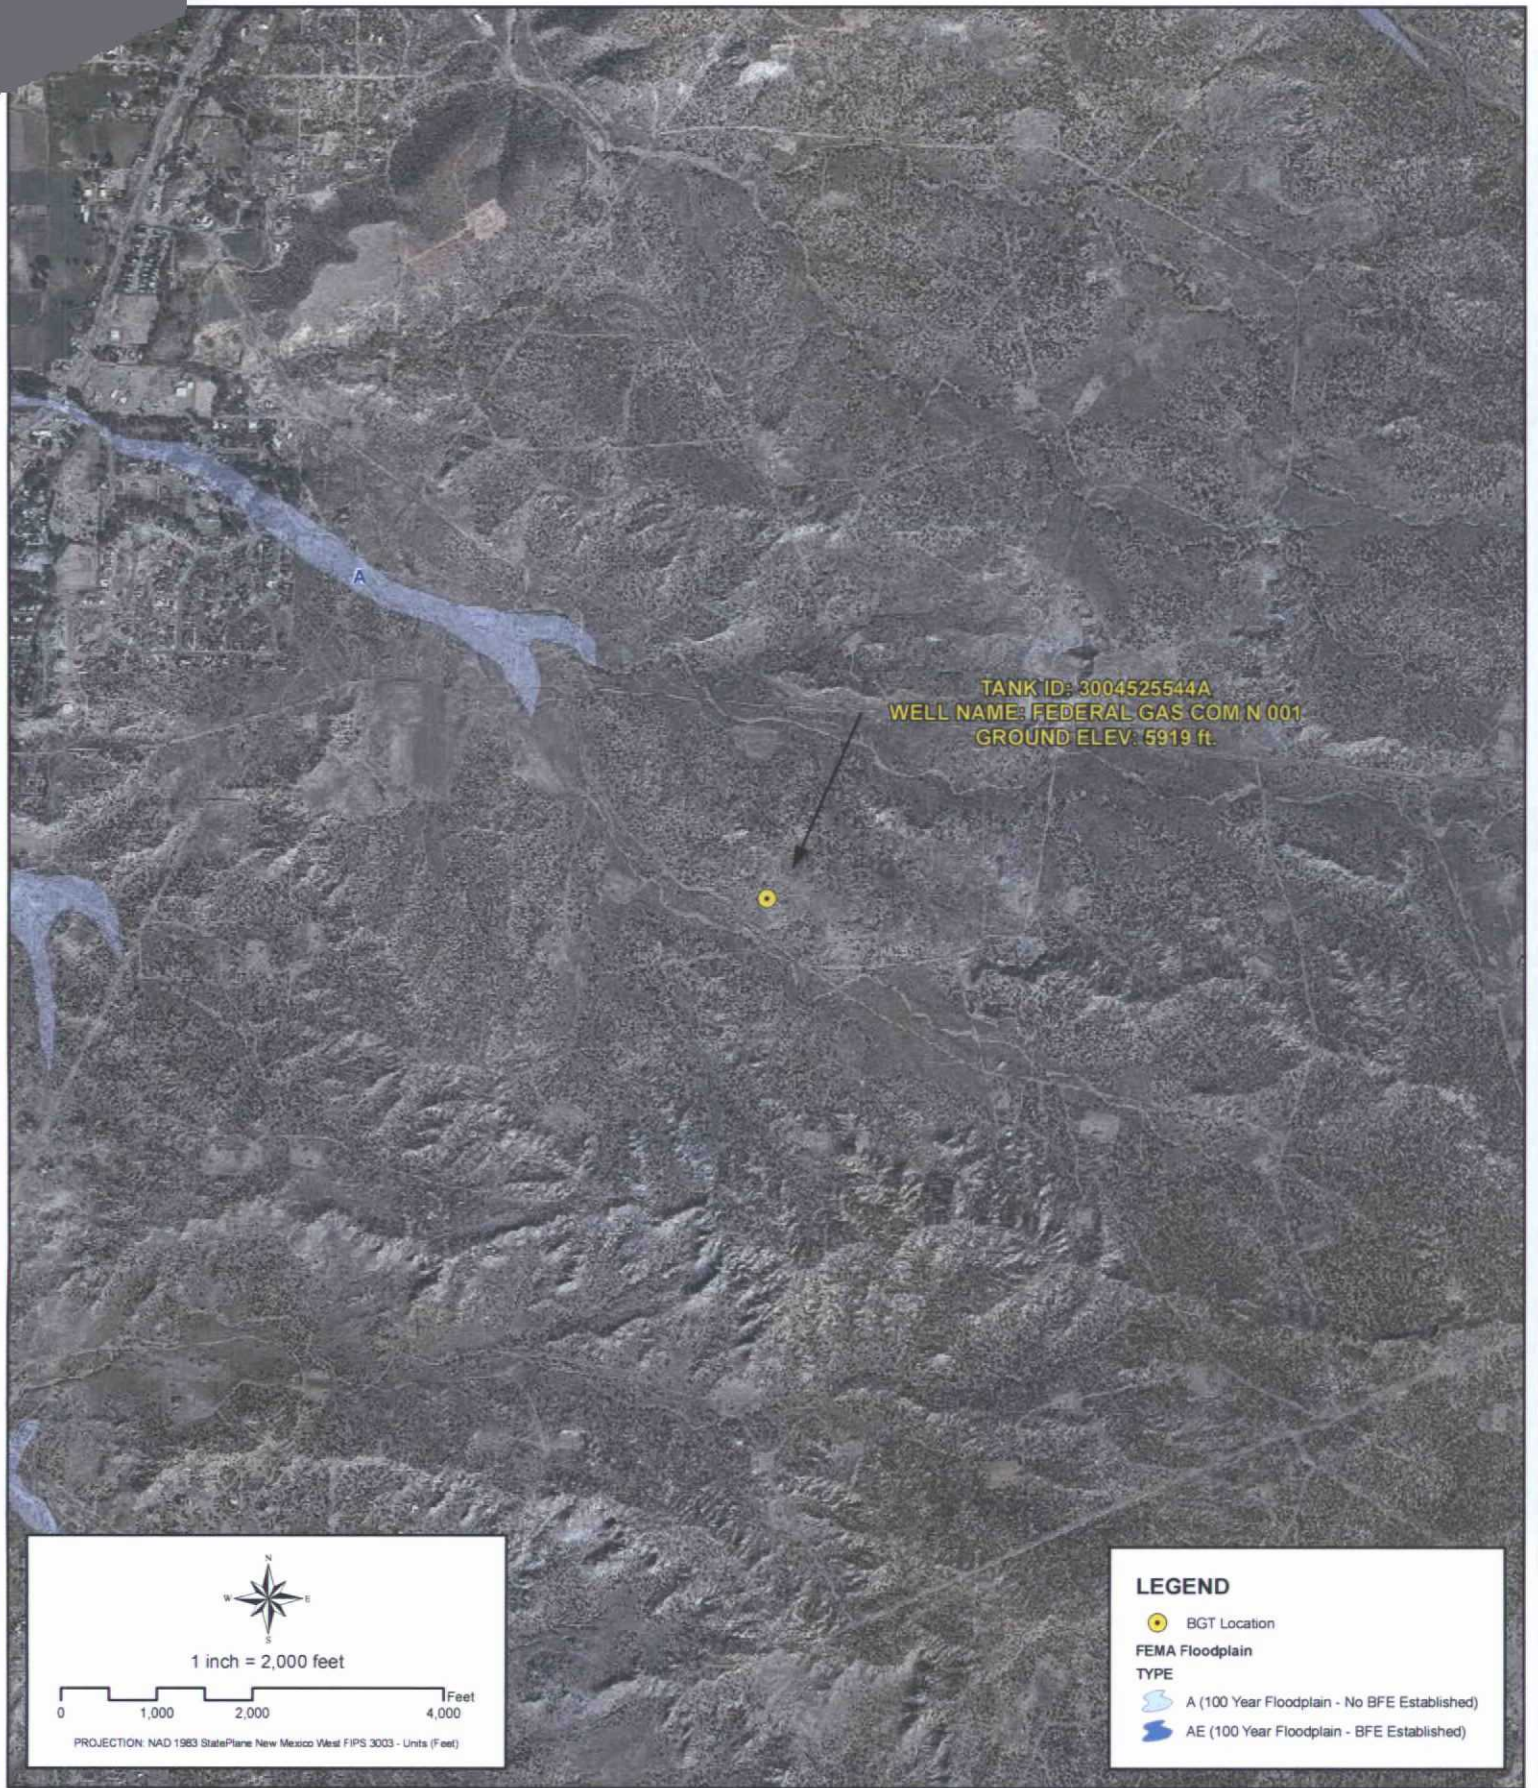 A
TANK ID: 3004525544A
WELL NAME: FEDERAL GAS COM N 001
GROUND ELEV: 5919 ft.
N
W E
S
1 inch = 2,000 feet
Feet
0 1,000 2,000 4,000
PROJECTION: NAD 1983 StatePlane New Mexico West FIPS 3003 - Units (Feet)
LEGEND
BGT Location
FEMA Floodplain
TYPE
A (100 Year Floodplain - No BFE Established)
AE (100 Year Floodplain - BFE Established)